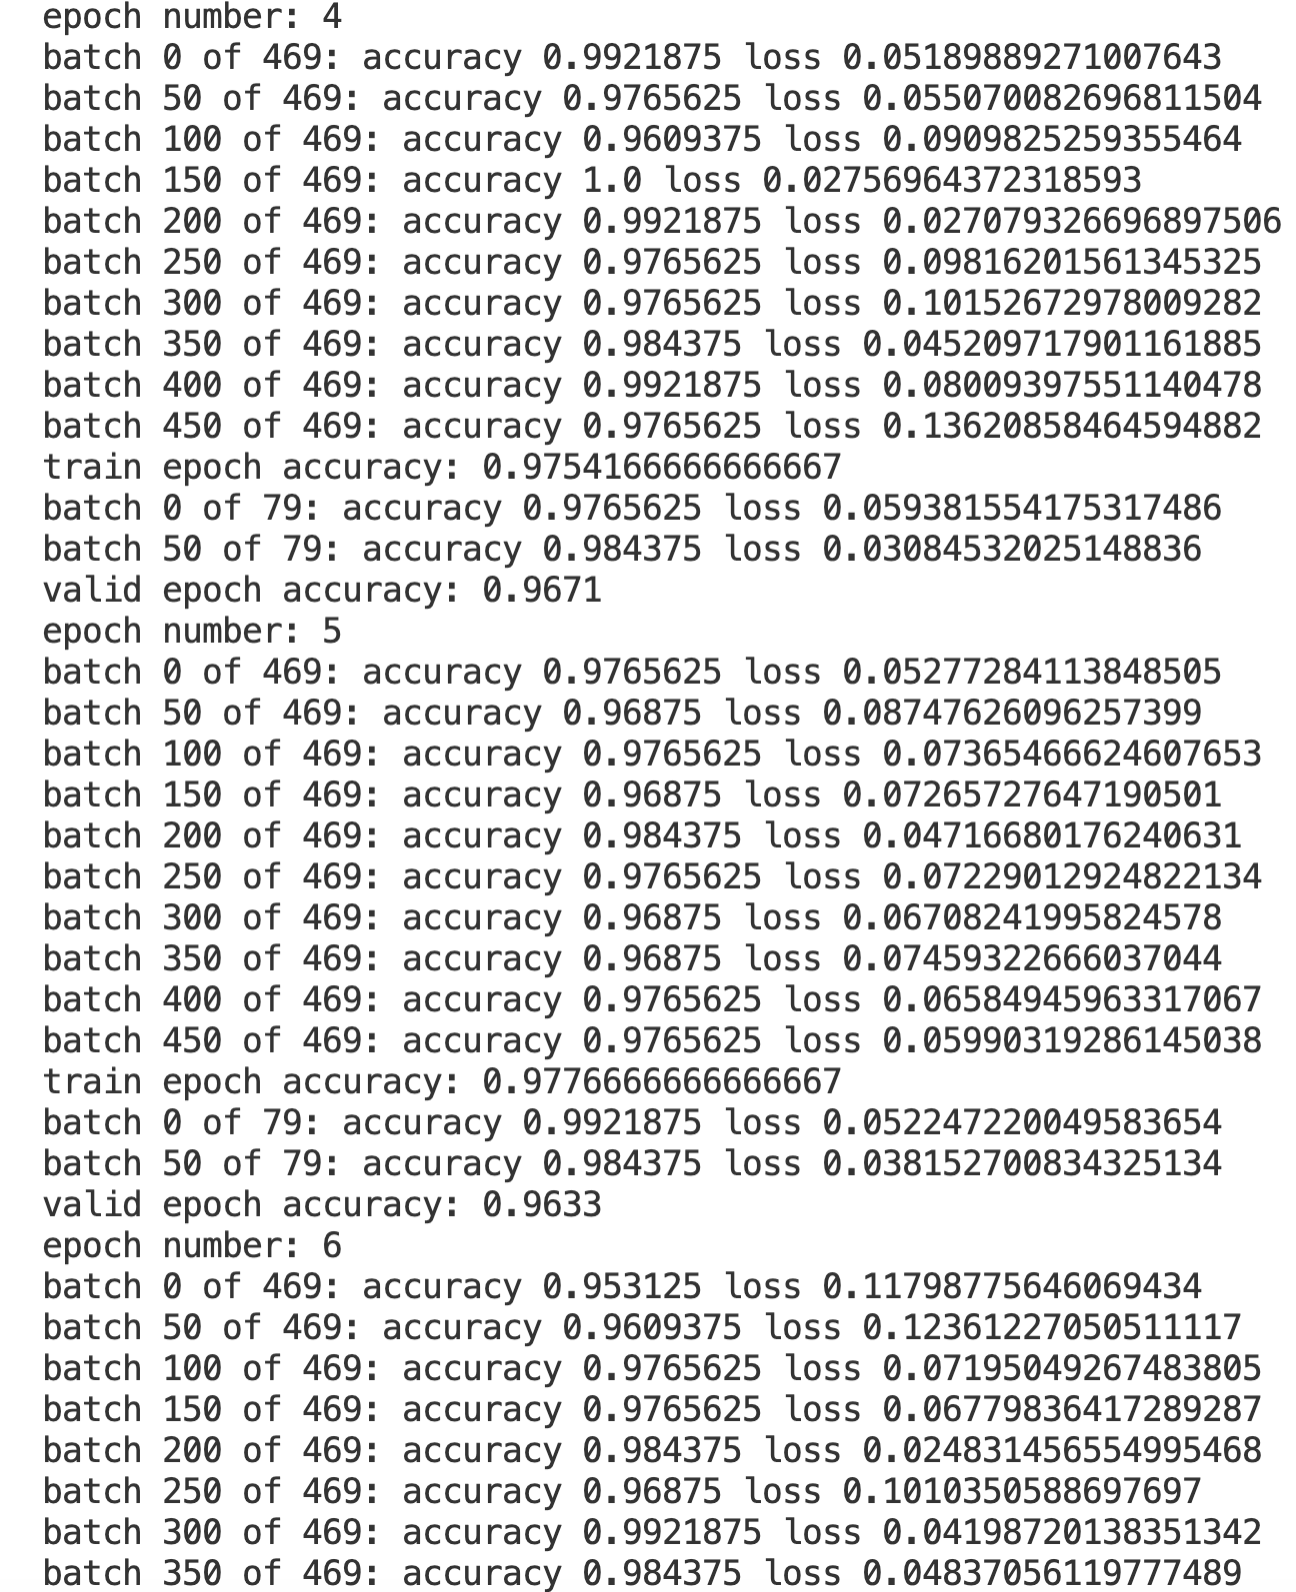 epoch number: 4
batch 0 of 469: accuracy 0.9921875 loss 0.05189889271007643
batch 50 of 469: accuracy 0.9765625 loss 0.055070082696811504
batch 100 of 469: accuracy 0.9609375 loss 0.0909825259355464
batch 150 of 469: accuracy 1.0 loss 0.02756964372318593
batch 200 of 469: accuracy 0.9921875 loss 0.027079326696897506
batch 250 of 469: accuracy 0.9765625 loss 0.09816201561345325
batch 300 of 469: accuracy 0.9765625 loss 0.10152672978009282
batch 350 of 469: accuracy 0.984375 loss 0.045209717901161885
batch 400 of 469: accuracy 0.9921875 loss 0.08009397551140478
batch 450 of 469: accuracy 0.9765625 loss 0.13620858464594882
train epoch accuracy: 0.9754166666666667
batch 0 of 79: accuracy 0.9765625 loss 0.059381554175317486
batch 50 of 79: accuracy 0.984375 loss 0.03084532025148836
valid epoch accuracy: 0.9671
epoch number: 5
batch 0 of 469: accuracy 0.9765625 loss 0.05277284113848505
batch 50 of 469: accuracy 0.96875 loss 0.08747626096257399
batch 100 of 469: accuracy 0.9765625 loss 0.07365466624607653
batch 150 of 469: accuracy 0.96875 loss 0.07265727647190501
batch 200 of 469: accuracy 0.984375 loss 0.04716680176240631
batch 250 of 469: accuracy 0.9765625 loss 0.07229012924822134
batch 300 of 469: accuracy 0.96875 loss 0.06708241995824578
batch 350 of 469: accuracy 0.96875 loss 0.07459322666037044
batch 400 of 469: accuracy 0.9765625 loss 0.06584945963317067
batch 450 of 469: accuracy 0.9765625 loss 0.05990319286145038
train epoch accuracy: 0.9776666666666667
batch 0 of 79: accuracy 0.9921875 loss 0.052247220049583654
batch 50 of 79: accuracy 0.984375 loss 0.038152700834325134
valid epoch accuracy: 0.9633
epoch number: 6
batch 0 of 469: accuracy 0.953125 loss 0.11798775646069434
batch 50 of 469: accuracy 0.9609375 loss 0.12361227050511117
batch 100 of 469: accuracy 0.9765625 loss 0.07195049267483805
batch 150 of 469: accuracy 0.9765625 loss 0.06779836417289287
batch 200 of 469: accuracy 0.984375 loss 0.024831456554995468
batch 250 of 469: accuracy 0.96875 loss 0.1010350588697697
batch 300 of 469: accuracy 0.9921875 loss 0.04198720138351342
batch 350 of 469: accuracy 0.984375 loss 0.04837056119777489